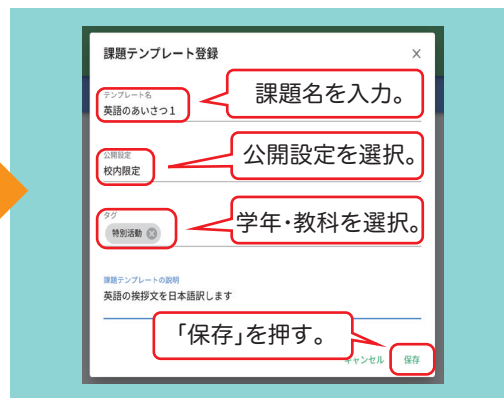 課題テンプレート登録 ×
テンプレート名
英語のあいさつ１
課題名を入力。
公開設定
校内限定
公開設定を選択。
タグ
特別活動
学年・教科を選択。
課題テンプレートの説明
英語の挨拶文を日本語訳します
「保存」を押す。
キャンセル 保存